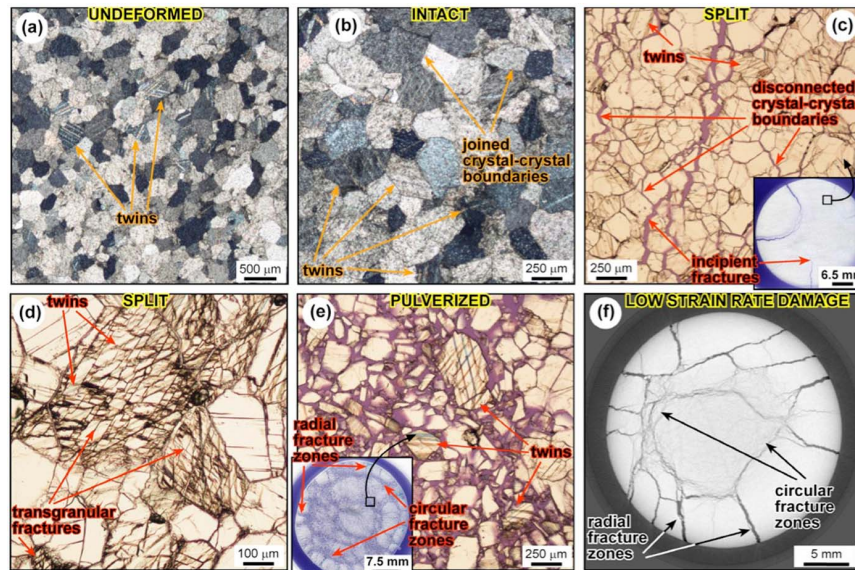 UNDEFORMED
(a)
twins
500 µm
INTACT
(b)
joined
crystal-crystal
boundaries
twins
250 µm
SPLIT
(c)
twins
disconnected
crystal-crystal
boundaries
incipient
fractures
250 µm
6.5 mm
SPLIT
(d)
twins
transgranular
fractures
100 µm
PULVERIZED
(e)
radial
fracture
zones
twins
circular
fracture
zones
7.5 mm
250 µm
LOW STRAIN RATE DAMAGE
(f)
circular
fracture
zones
radial
fracture
zones
5 mm